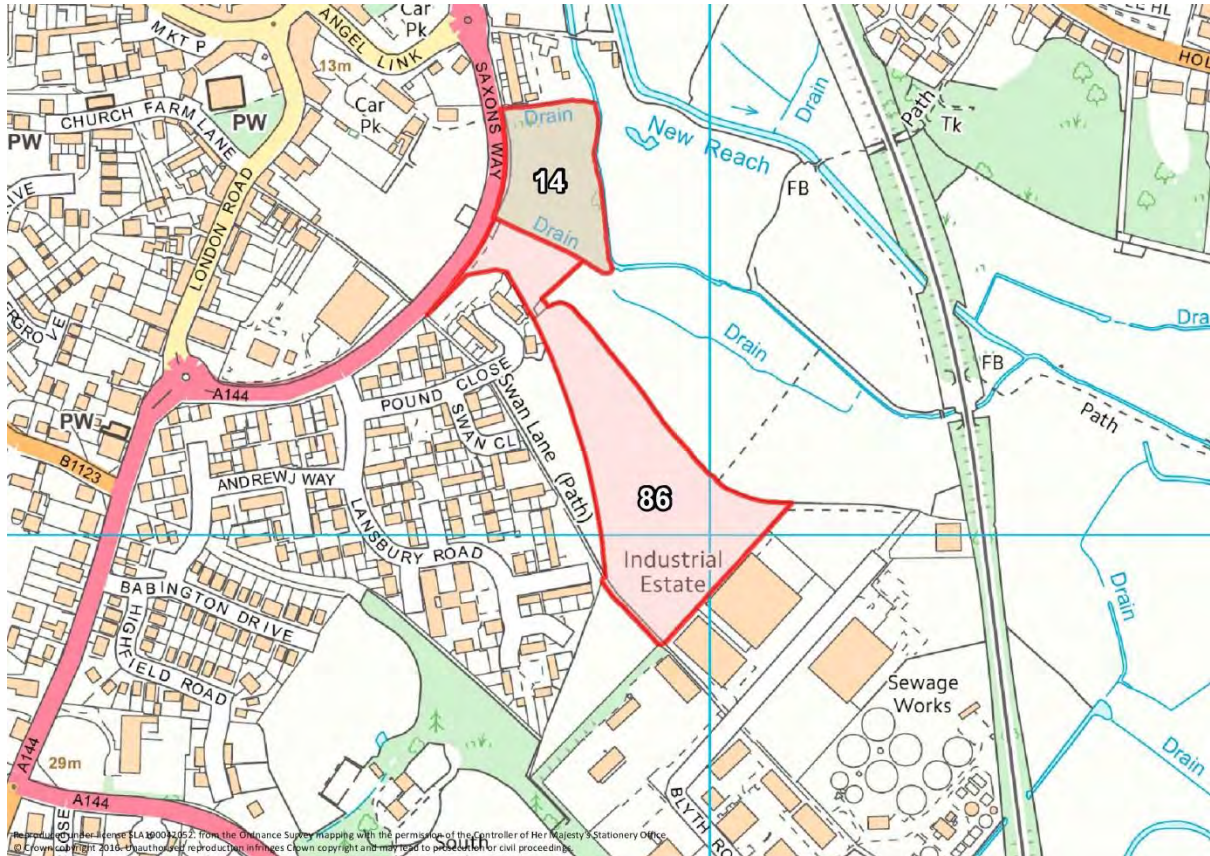 Car
Pk
MKT P
ANGEL LINK
13m
SAXONS WAY
Car
Pk
CHURCH FARM LANE
PW
PW
LONDON ROAD
Drain
14
Drain
New Reach
Drain
FB
Path
Tk
Drain
FB
Path
A144
POUND CLOSE
SWAN CL
Swan Lane (Path)
PW
B1123
ANDREW J WAY
LANSBURY ROAD
86
Industrial
Estate
BABINGTON DRIVE
HIGHFIELD ROAD
Sewage
Works
Drain
Drain
29m
A144
A144
South
Reproduced under license SLA100042052. from the Ordnance Survey mapping with the permission of the Controller of Her Majesty's Stationery Office
© Crown copyright 2016. Unauthorised reproduction infringes Crown copyright and may lead to prosecution or civil proceedings.